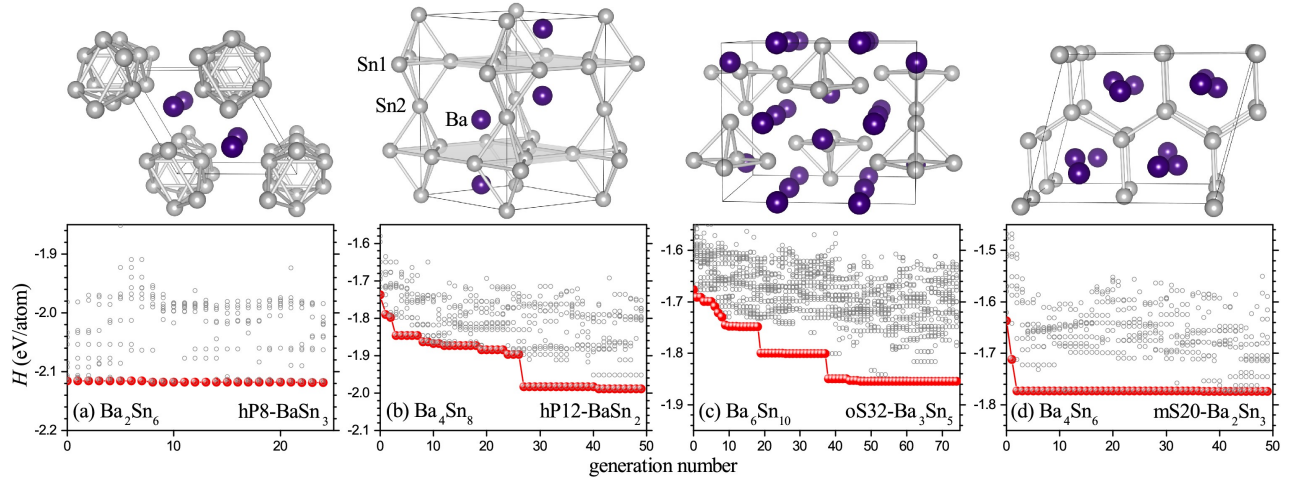 Sn1
Sn2
Ba
H (eV/atom)
-1.9
-2.0
-2.1
-2.2
(a) Ba₂Sn₆ hP8-BaSn₃
0 10 20
-1.6
-1.7
-1.8
-1.9
-2.0
-2.1
(b) Ba₄Sn₈ hP12-BaSn₂
0 10 20 30 40 50
-1.6
-1.7
-1.8
-1.9
(c) Ba₆Sn₁₀ oS32-Ba₃Sn₅
0 10 20 30 40 50 60 70
-1.5
-1.6
-1.7
-1.8
(d) Ba₄Sn₆ mS20-Ba₂Sn₃
0 10 20 30 40 50
generation number